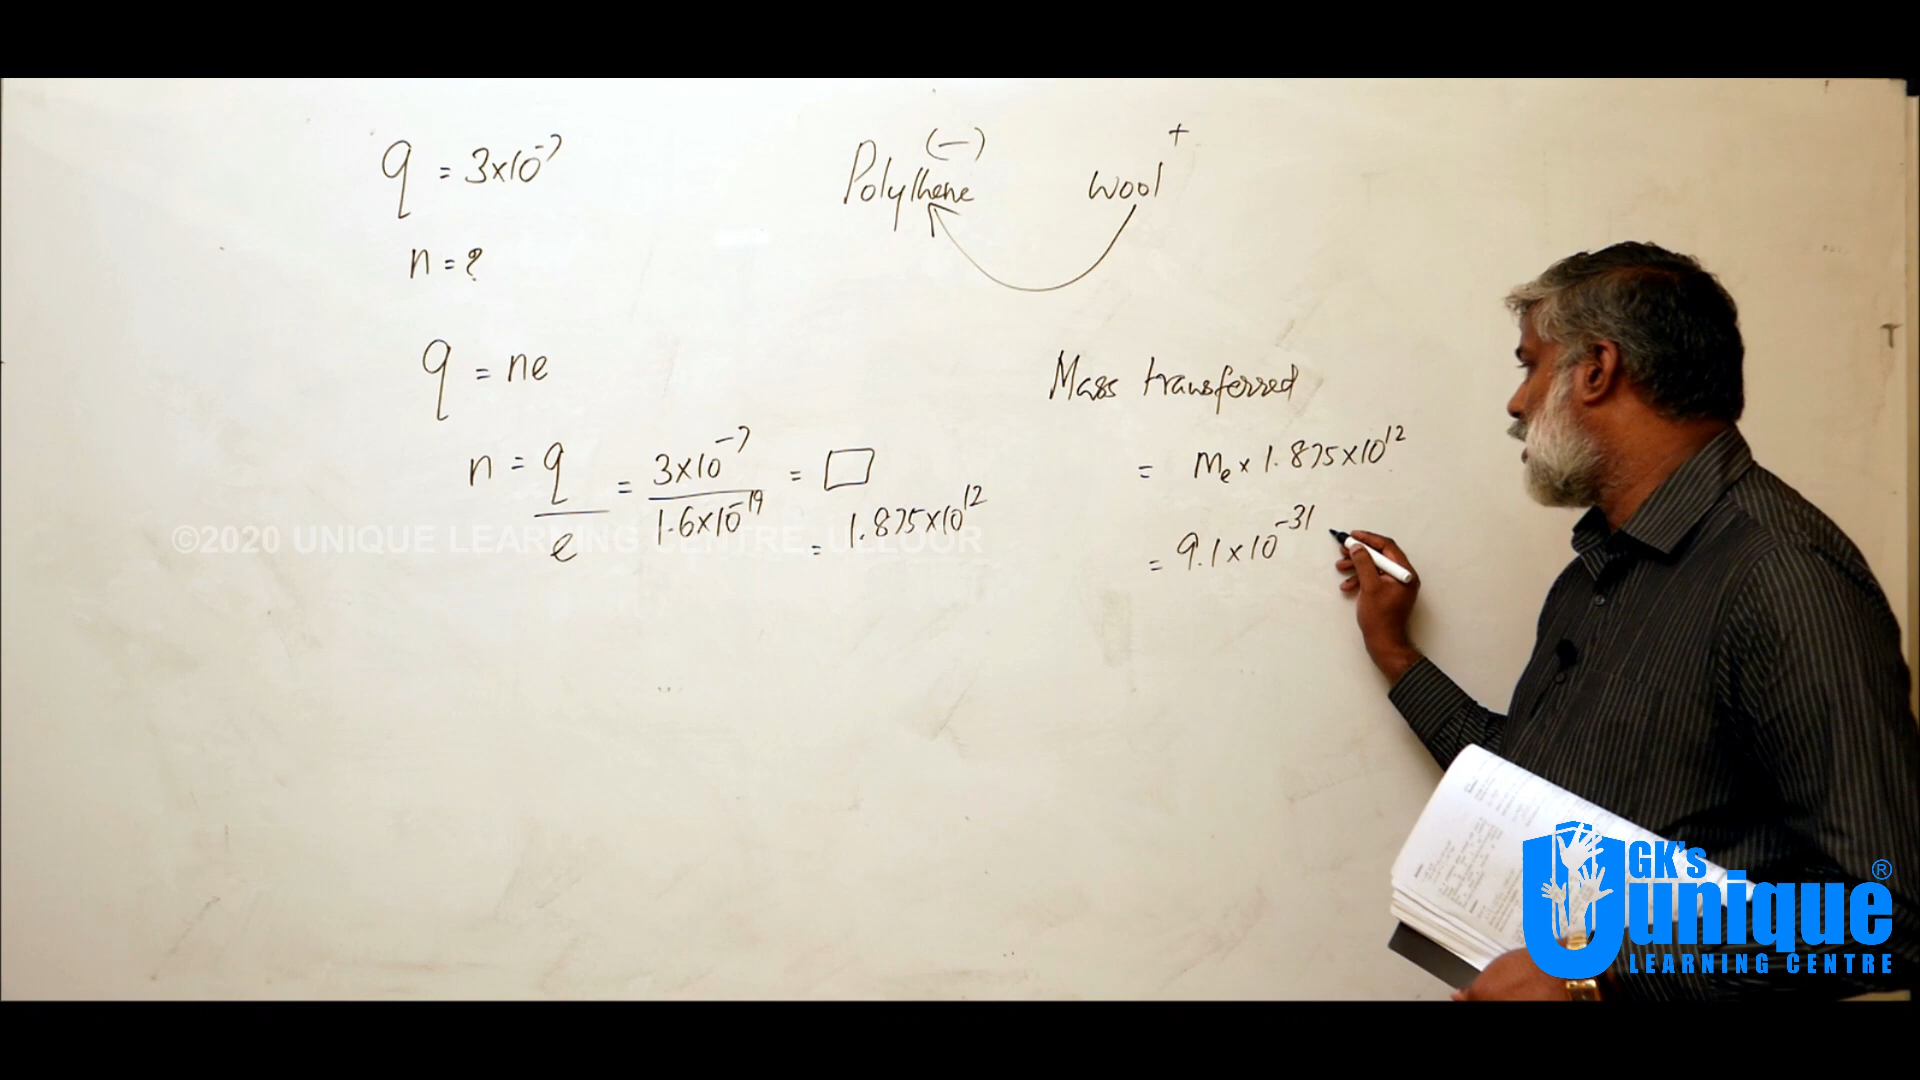 q = 3×10⁻⁷
n = ?
q = ne
n = q/e = 3×10⁻⁷/1.6×10⁻¹⁹ = □
= 1.875×10¹²
(−) +
Polythene wool
Mass transferred
= mₑ × 1.875×10¹²
= 9.1×10⁻³¹
©2020 UNIQUE LEARNING CENTRE, ULLOOR
GK's
Unique ®
LEARNING CENTRE